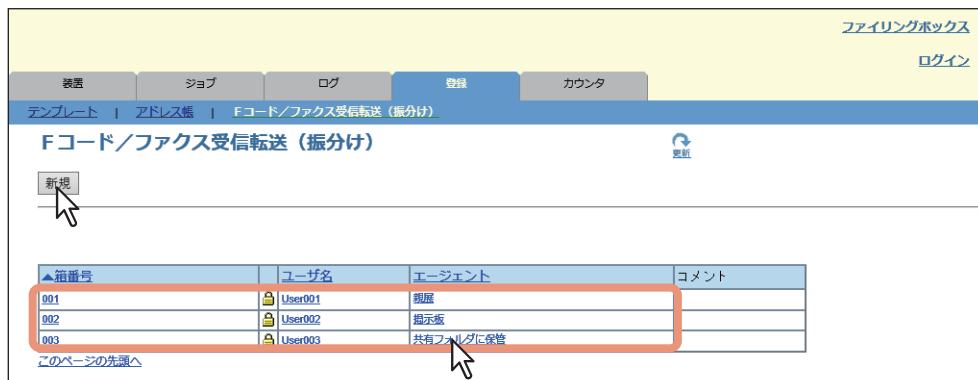 ファイリングボックス
ログイン
装置 ジョブ ログ 登録 カウンタ
テンプレート | アドレス帳 | Fコード／ファクス受信転送（振分け）
Fコード／ファクス受信転送（振分け）
更新
新規
▲箱番号 ユーザ名 エージェント コメント
001 User001 親展
002 User002 掲示板
003 User003 共有フォルダに保管
このページの先頭へ